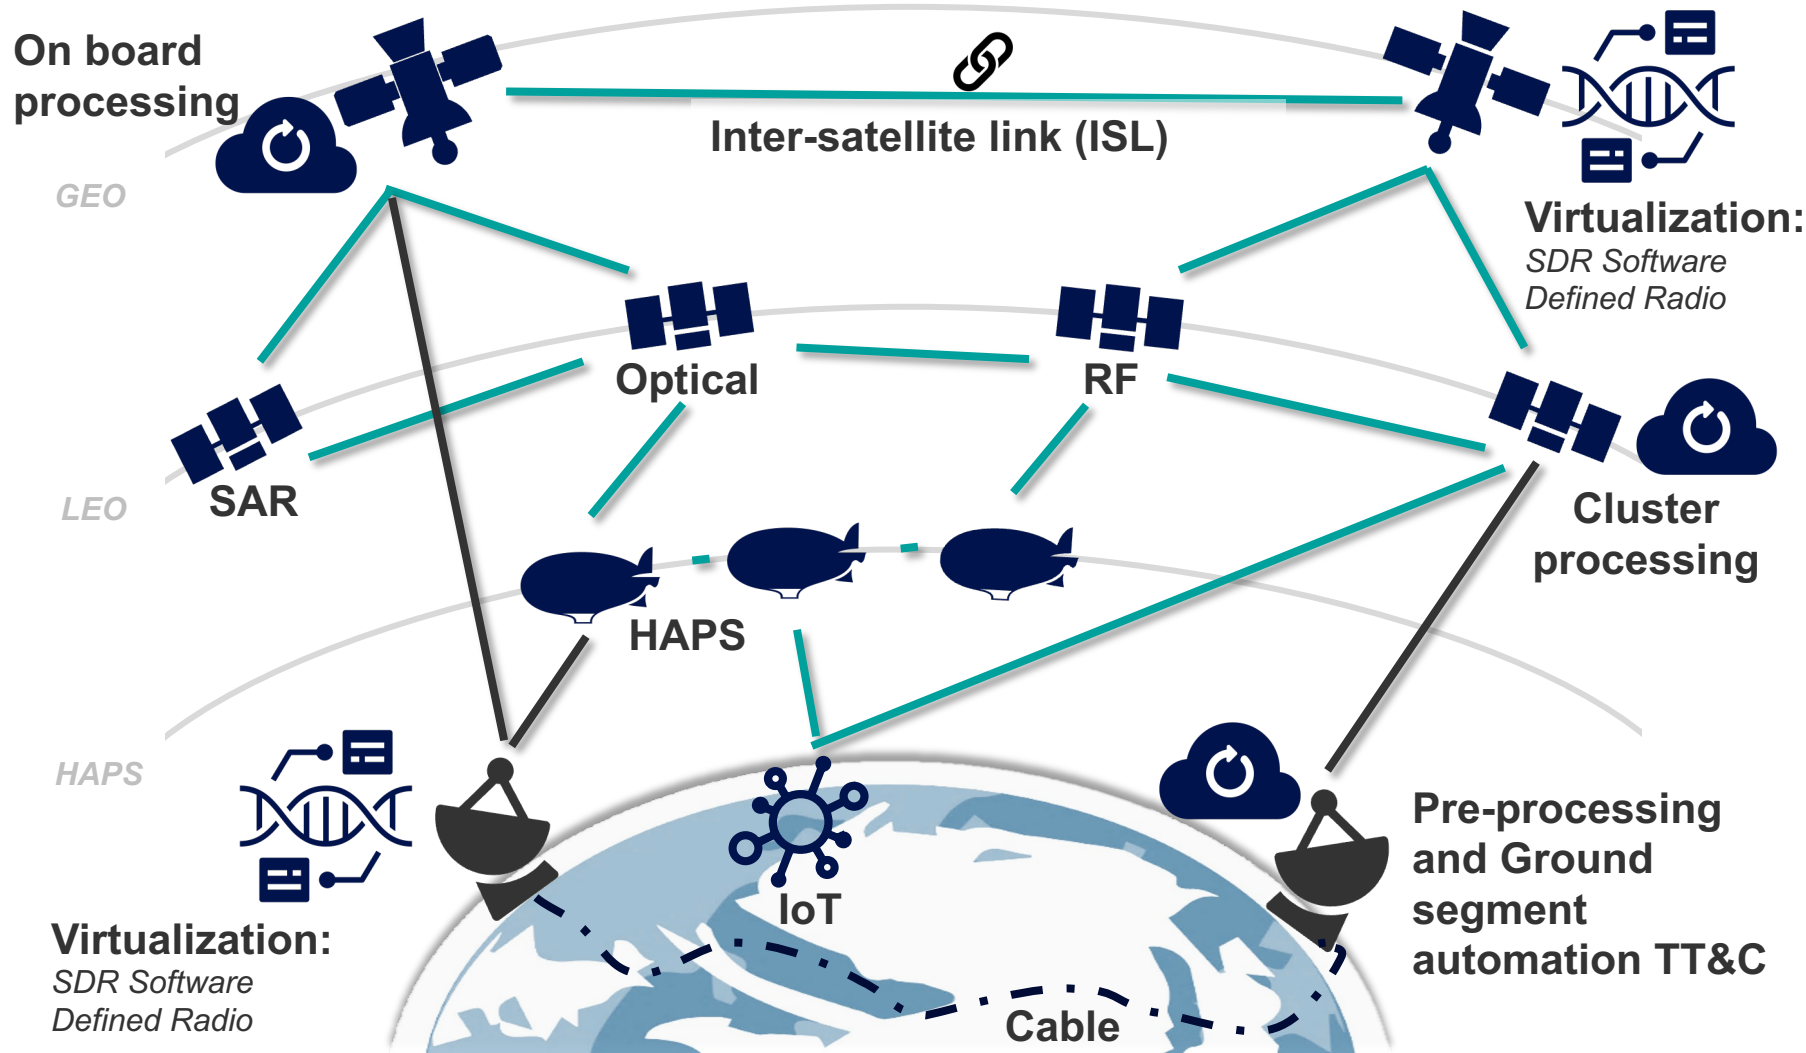 On board
processing
Inter-satellite link (ISL)
GEO
Virtualization:
SDR Software
Defined Radio
Optical
RF
SAR
LEO
Cluster
processing
HAPS
HAPS
Pre-processing
and Ground
segment
automation TT&C
IoT
Virtualization:
SDR Software
Defined Radio
Cable